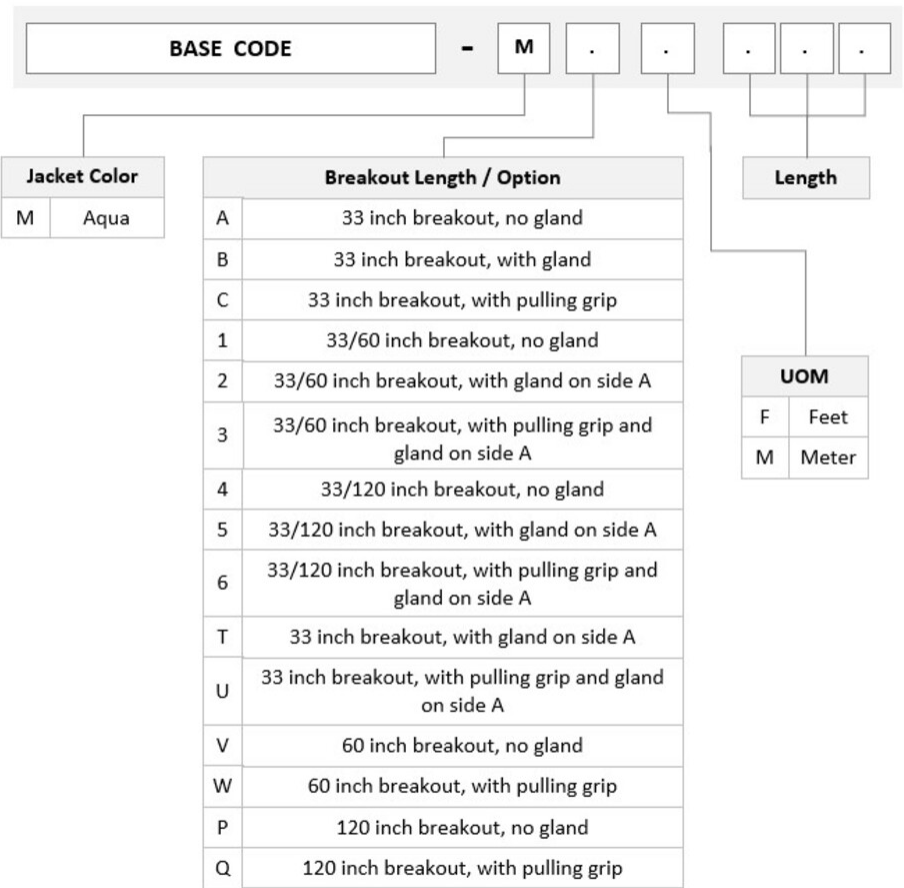 BASE CODE - M . . . . .
Jacket Color
M Aqua
Breakout Length / Option
A 33 inch breakout, no gland
B 33 inch breakout, with gland
C 33 inch breakout, with pulling grip
1 33/60 inch breakout, no gland
2 33/60 inch breakout, with gland on side A
3 33/60 inch breakout, with pulling grip and
gland on side A
4 33/120 inch breakout, no gland
5 33/120 inch breakout, with gland on side A
6 33/120 inch breakout, with pulling grip and
gland on side A
T 33 inch breakout, with gland on side A
U 33 inch breakout, with pulling grip and gland
on side A
V 60 inch breakout, no gland
W 60 inch breakout, with pulling grip
P 120 inch breakout, no gland
Q 120 inch breakout, with pulling grip
Length
UOM
F Feet
M Meter